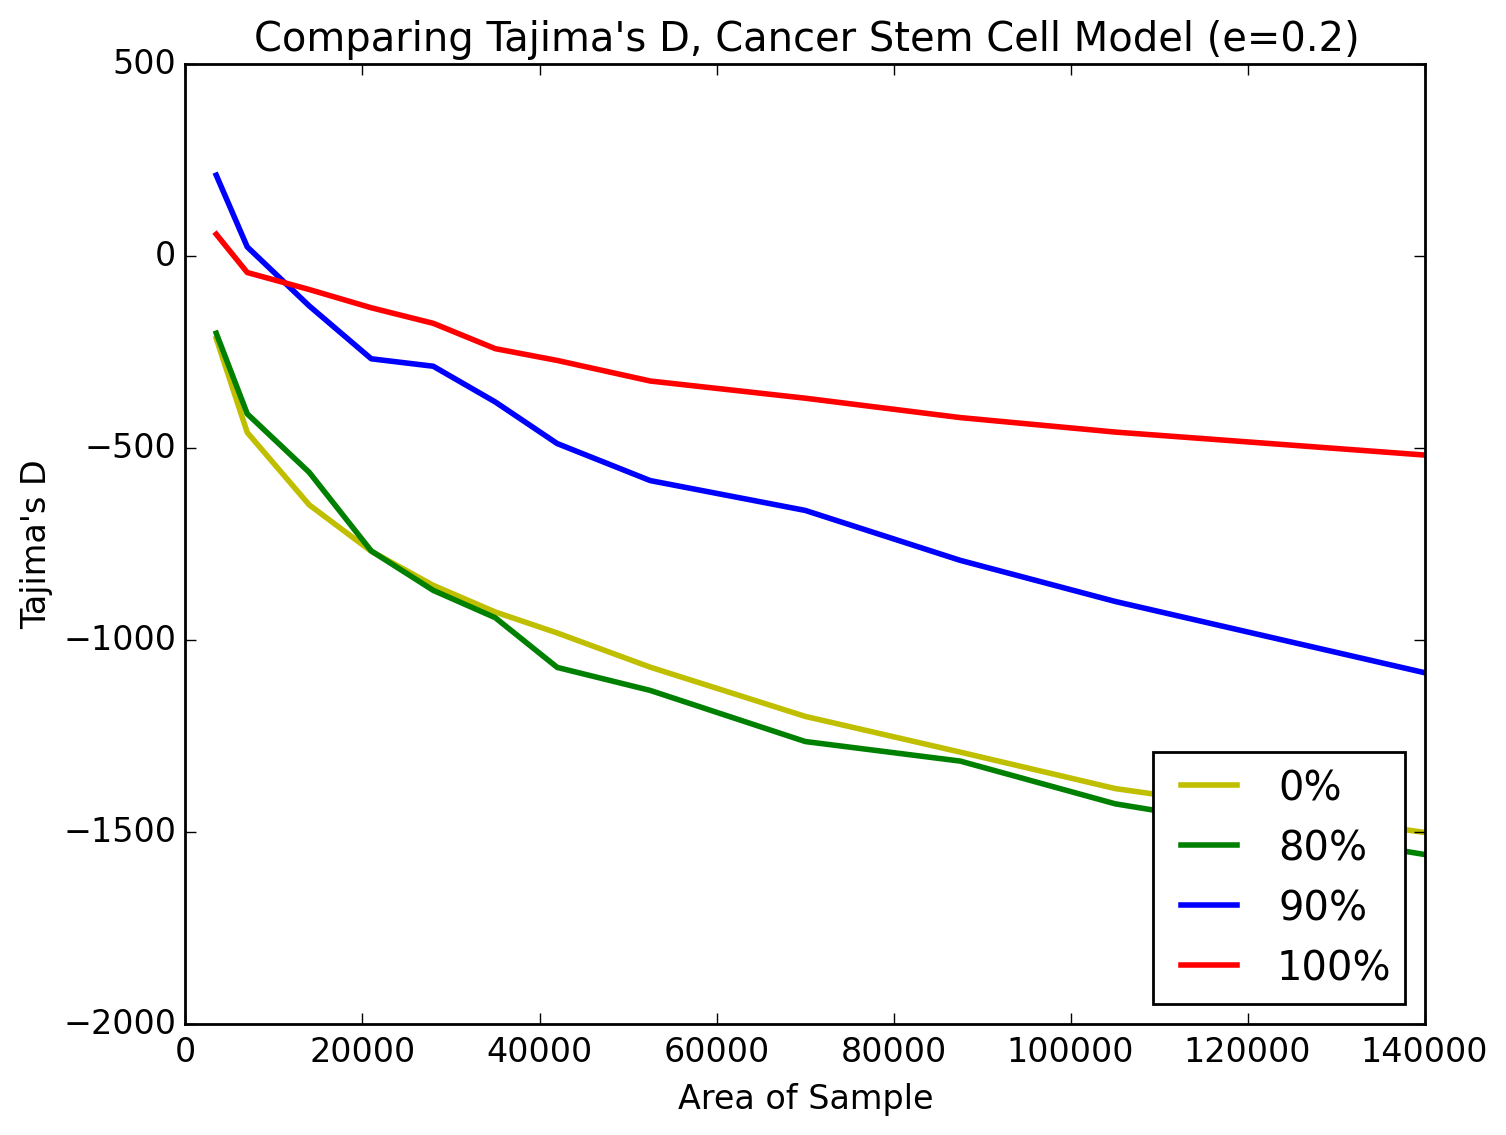 Comparing Tajima's D, Cancer Stem Cell Model (e=0.2)
500
0
−500
−1000
−1500
−2000
Tajima's D
0%
80%
90%
100%
0 20000 40000 60000 80000 100000 120000 140000
Area of Sample